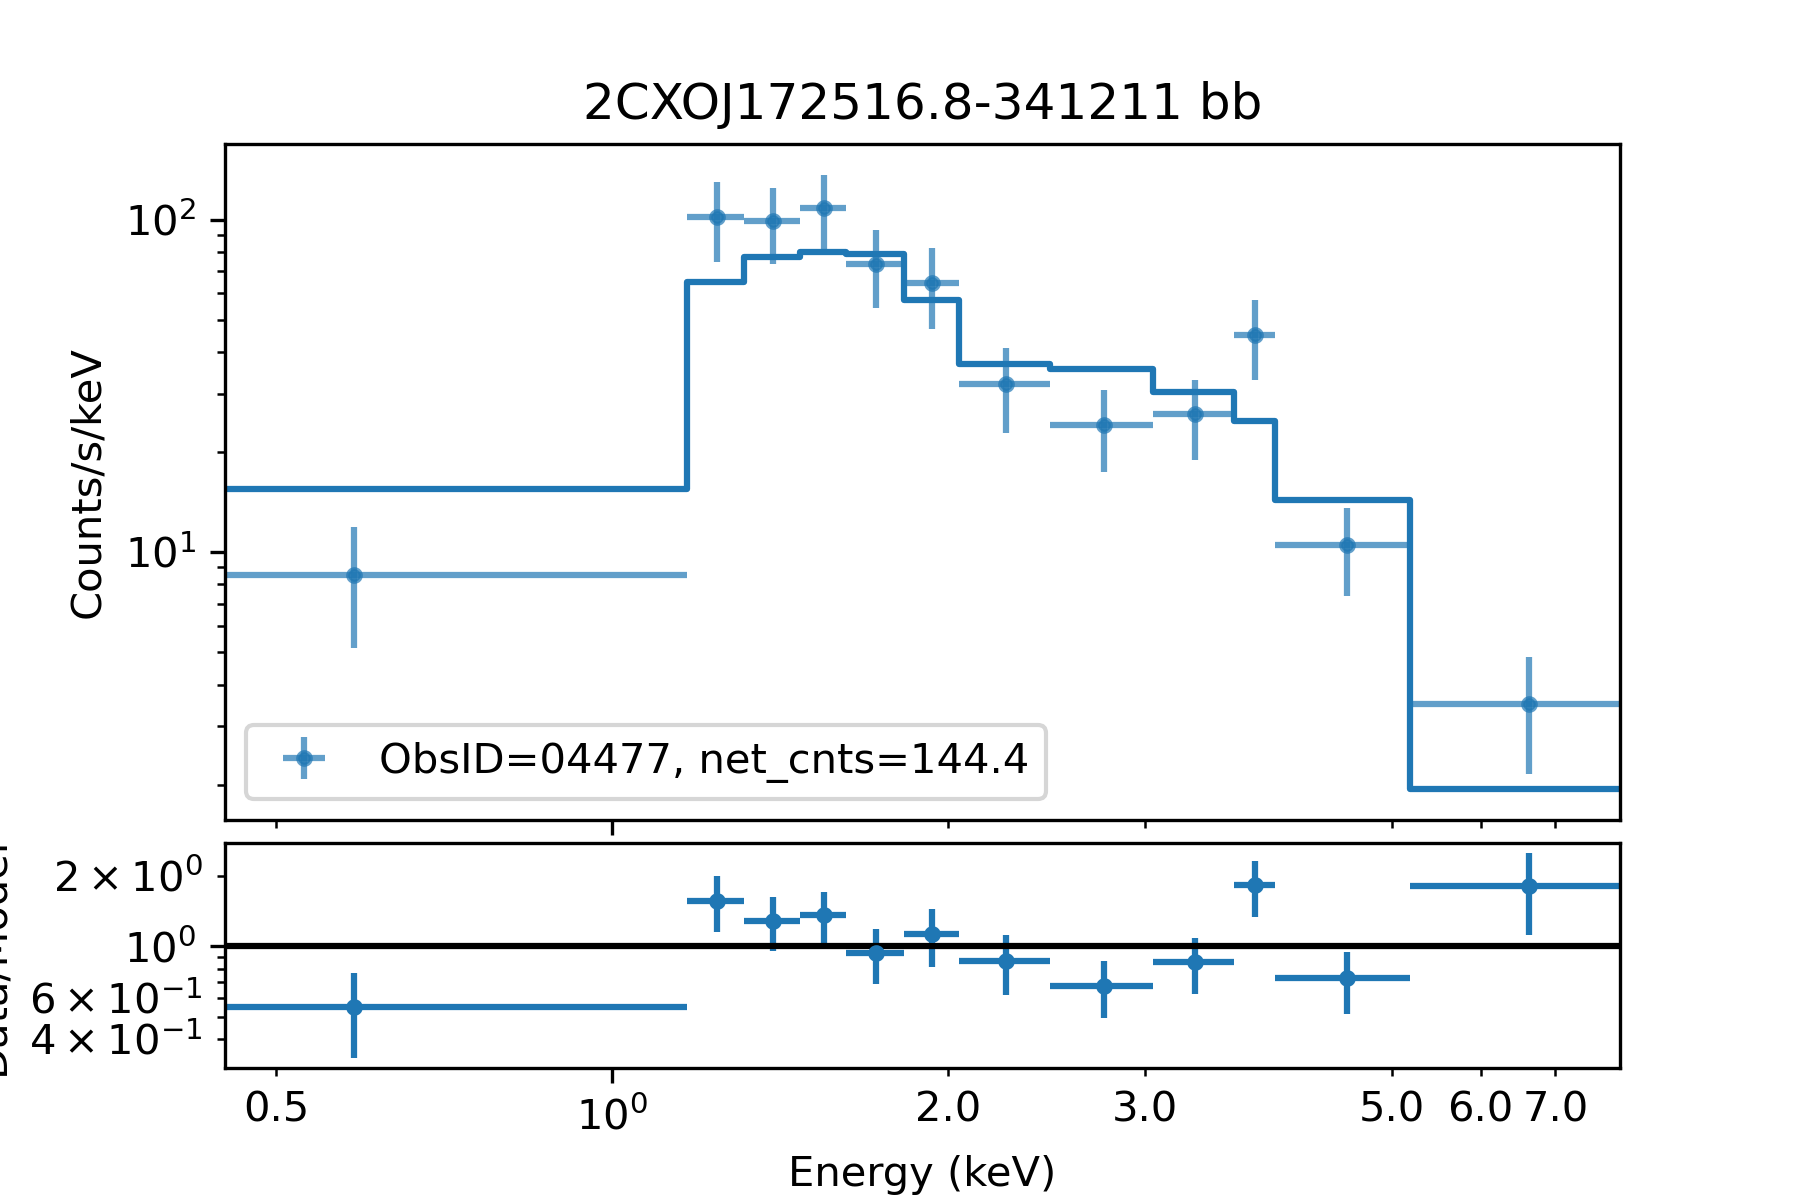 2CXOJ172516.8-341211 bb
Counts/s/keV
10²
10¹
ObsID=04477, net_cnts=144.4
2×10⁰
10⁰
6×10⁻¹
4×10⁻¹
0.5 10⁰ 2.0 3.0 5.0 6.0 7.0
Energy (keV)